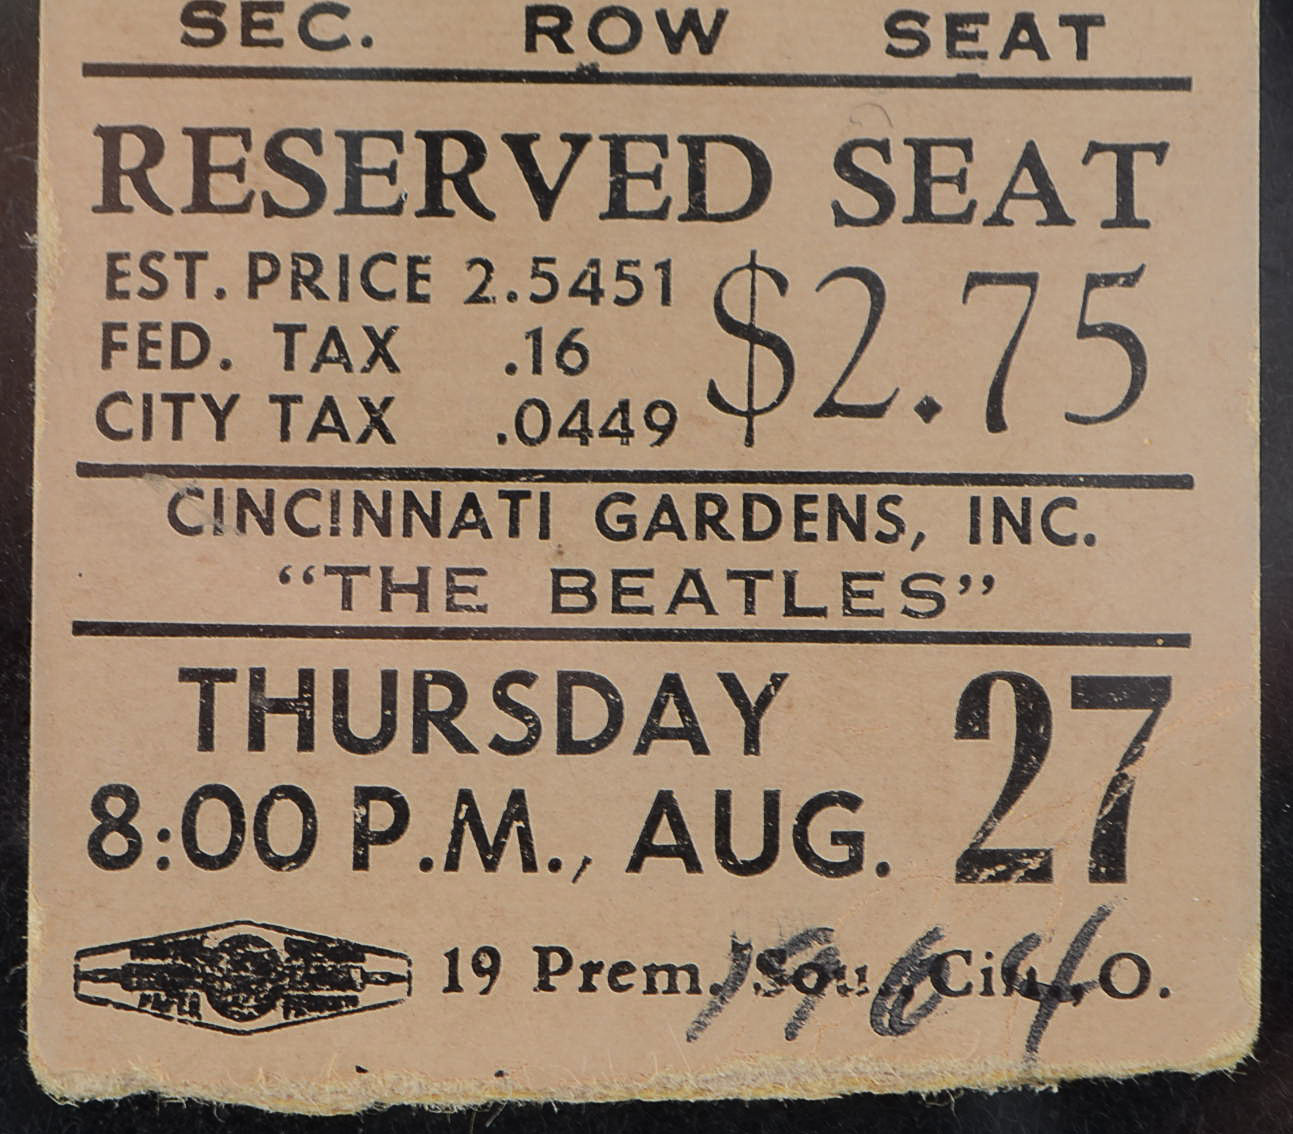 SEC. ROW SEAT
RESERVED SEAT
EST. PRICE 2.5451 $2.75
FED. TAX .16
CITY TAX .0449
CINCINNATI GARDENS, INC.
“THE BEATLES”
THURSDAY 27
8:00 P.M., AUG.
19 Prem. Sou., Cin., O.
1964